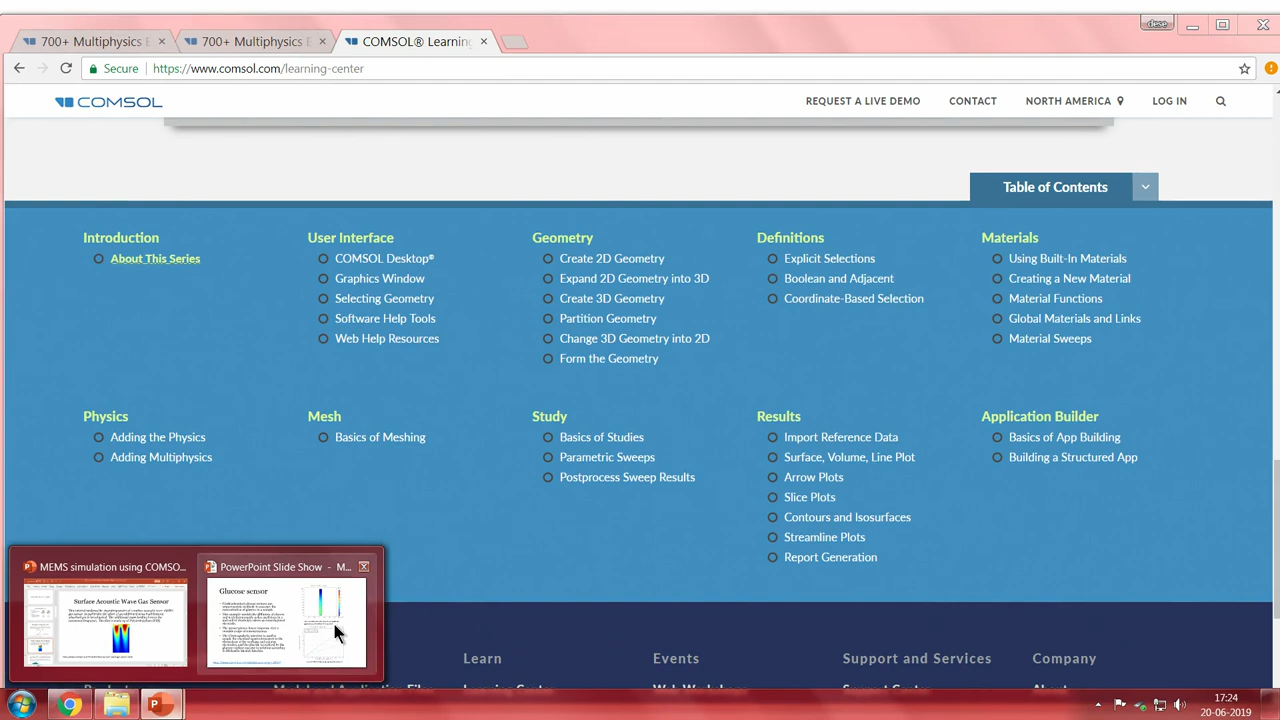 dese
700+ Multiphysics E
700+ Multiphysics E
COMSOL® Learning
Secure
https://www.comsol.com/learning-center
COMSOL
REQUEST A LIVE DEMO
CONTACT
NORTH AMERICA
LOG IN
Table of Contents
Introduction
About This Series
User Interface
COMSOL Desktop®
Graphics Window
Selecting Geometry
Software Help Tools
Web Help Resources
Geometry
Create 2D Geometry
Expand 2D Geometry into 3D
Create 3D Geometry
Partition Geometry
Change 3D Geometry into 2D
Form the Geometry
Definitions
Explicit Selections
Boolean and Adjacent
Coordinate-Based Selection
Materials
Using Built-In Materials
Creating a New Material
Material Functions
Global Materials and Links
Material Sweeps
Physics
Adding the Physics
Adding Multiphysics
Mesh
Basics of Meshing
Study
Basics of Studies
Parametric Sweeps
Postprocess Sweep Results
Results
Import Reference Data
Surface, Volume, Line Plot
Arrow Plots
Slice Plots
Contours and Isosurfaces
Streamline Plots
Report Generation
Application Builder
Basics of App Building
Building a Structured App
MEMS simulation using COMSO...
Surface Acoustic Wave Gas Sensor
PowerPoint Slide Show - M...
Glucose sensor
Learn
Events
Support and Services
Company
17:24
20-06-2019